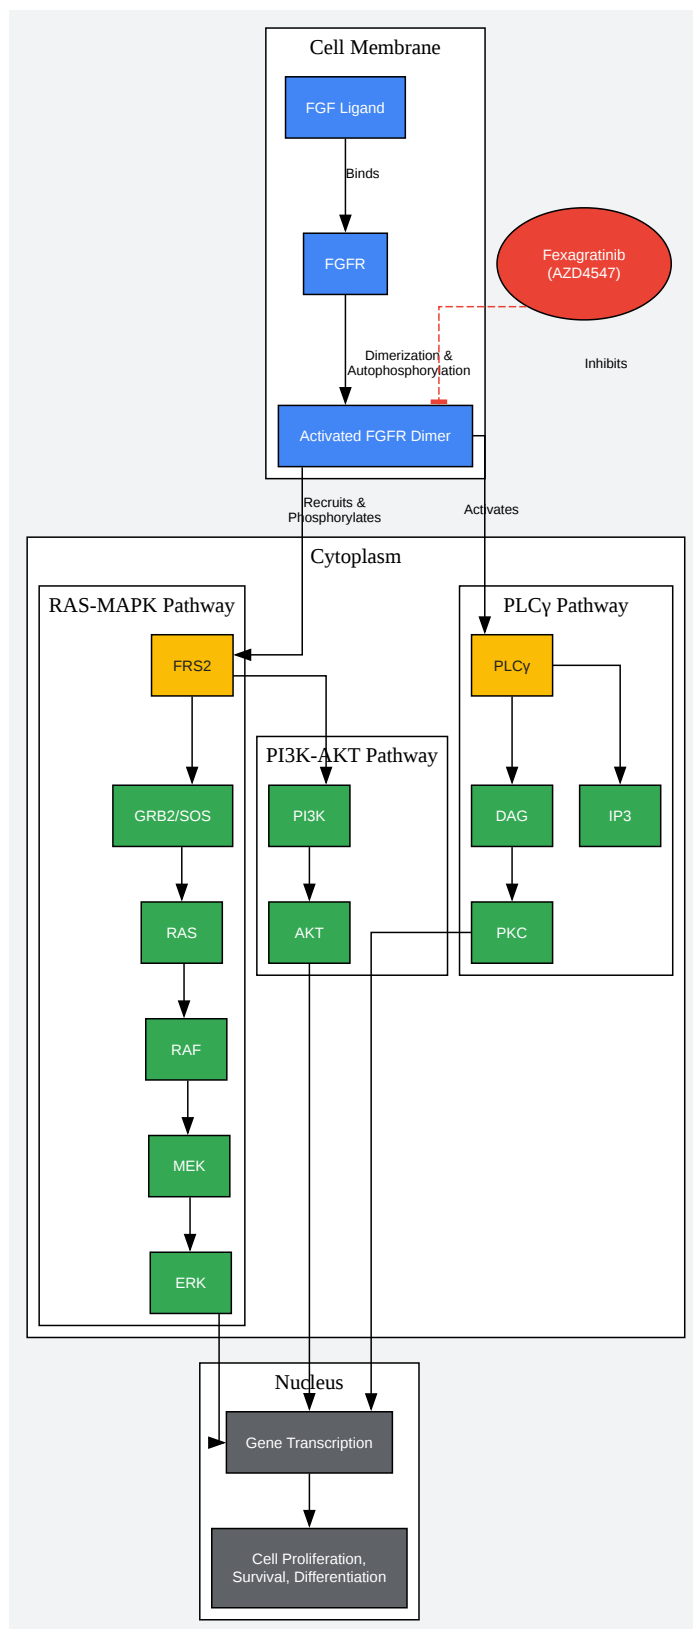 Cell Membrane
FGF Ligand
Binds
FGFR
Fexagratinib
(AZD4547)
Dimerization &
Autophosphorylation
Inhibits
Activated FGFR Dimer
Recruits &
Phosphorylates
Activates
Cytoplasm
RAS-MAPK Pathway
PLCγ Pathway
FRS2
PLCγ
PI3K-AKT Pathway
GRB2/SOS
PI3K
DAG
IP3
RAS
AKT
PKC
RAF
MEK
ERK
Nucleus
Gene Transcription
Cell Proliferation,
Survival, Differentiation